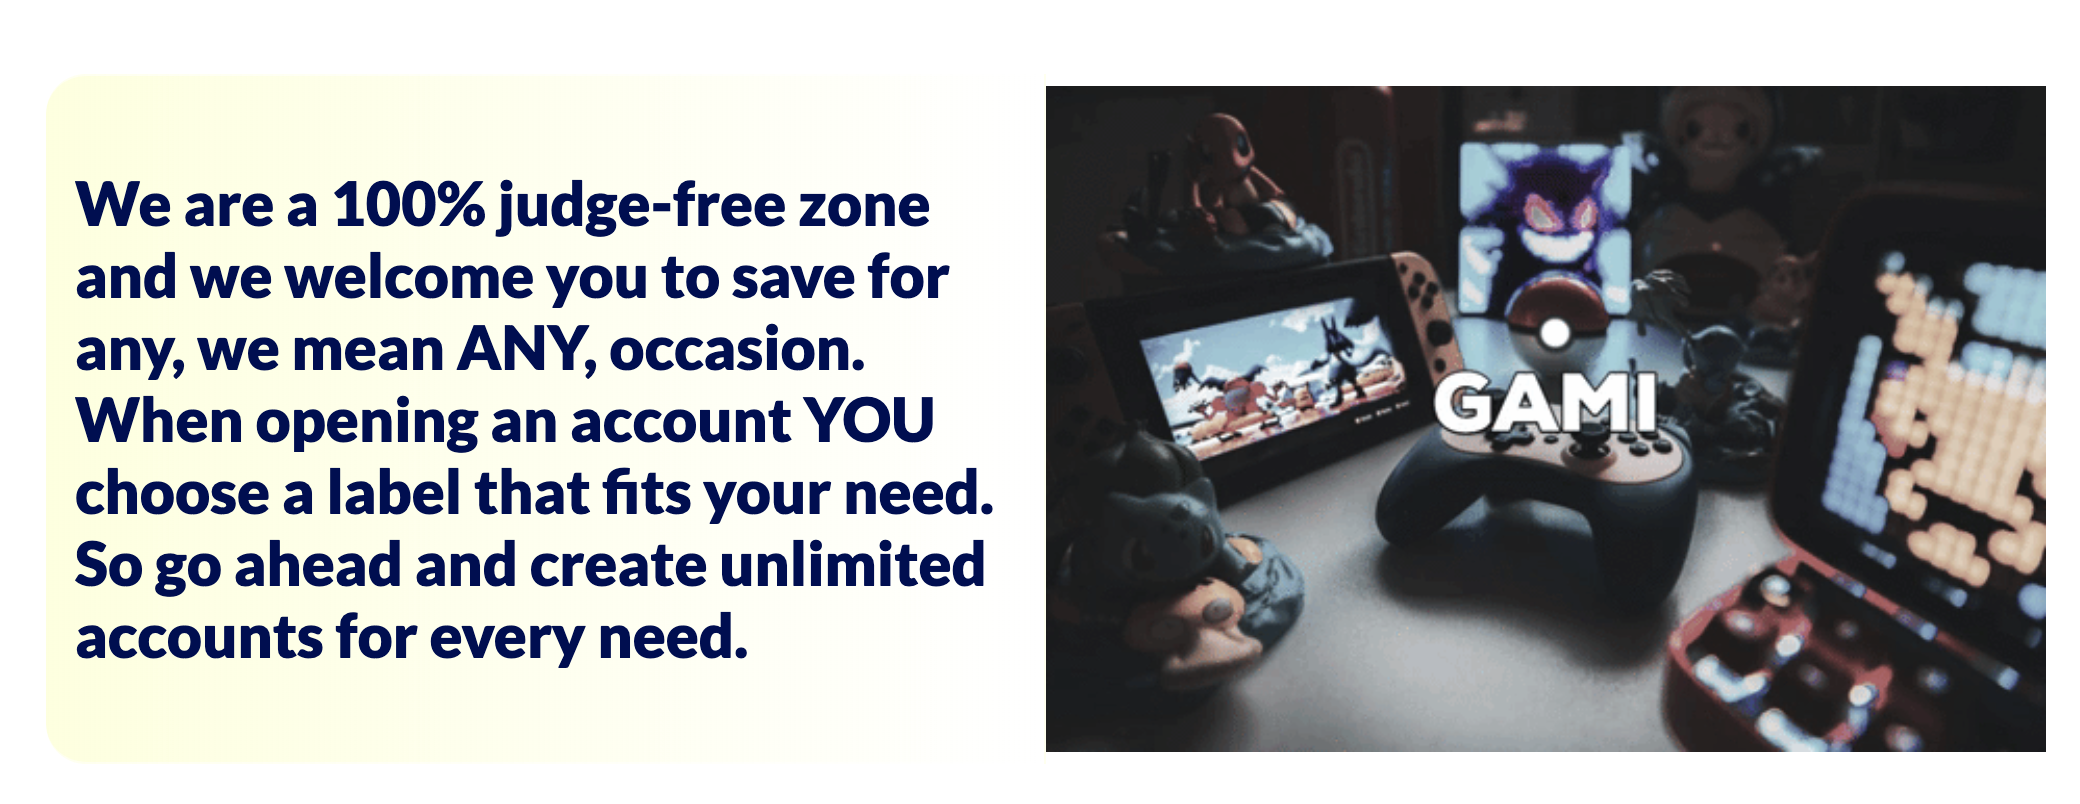 We are a 100% judge-free zone
and we welcome you to save for
any, we mean ANY, occasion.
When opening an account YOU
choose a label that fits your need.
So go ahead and create unlimited
accounts for every need.
GAMI